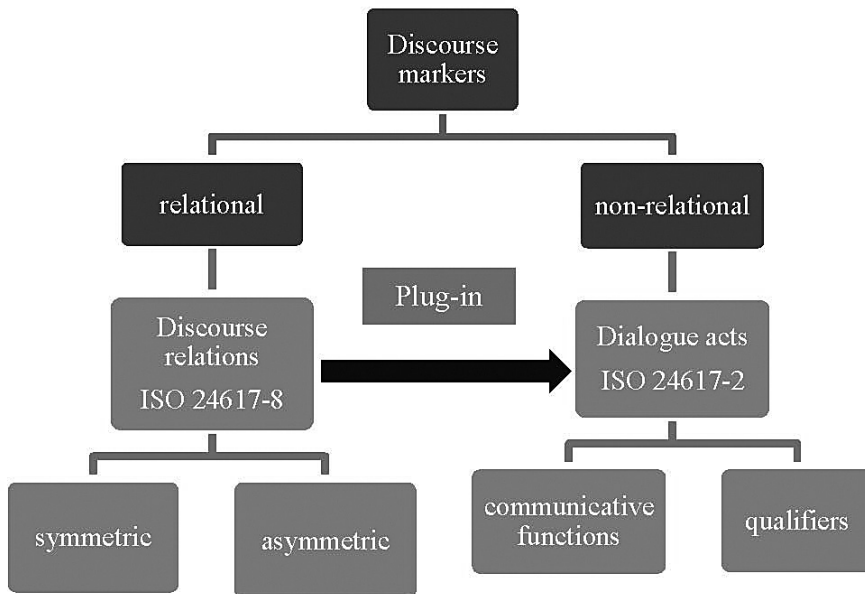 Discourse
markers
relational
non-relational
Plug-in
Discourse
relations
ISO 24617-8
Dialogue acts
ISO 24617-2
symmetric
asymmetric
communicative
functions
qualifiers